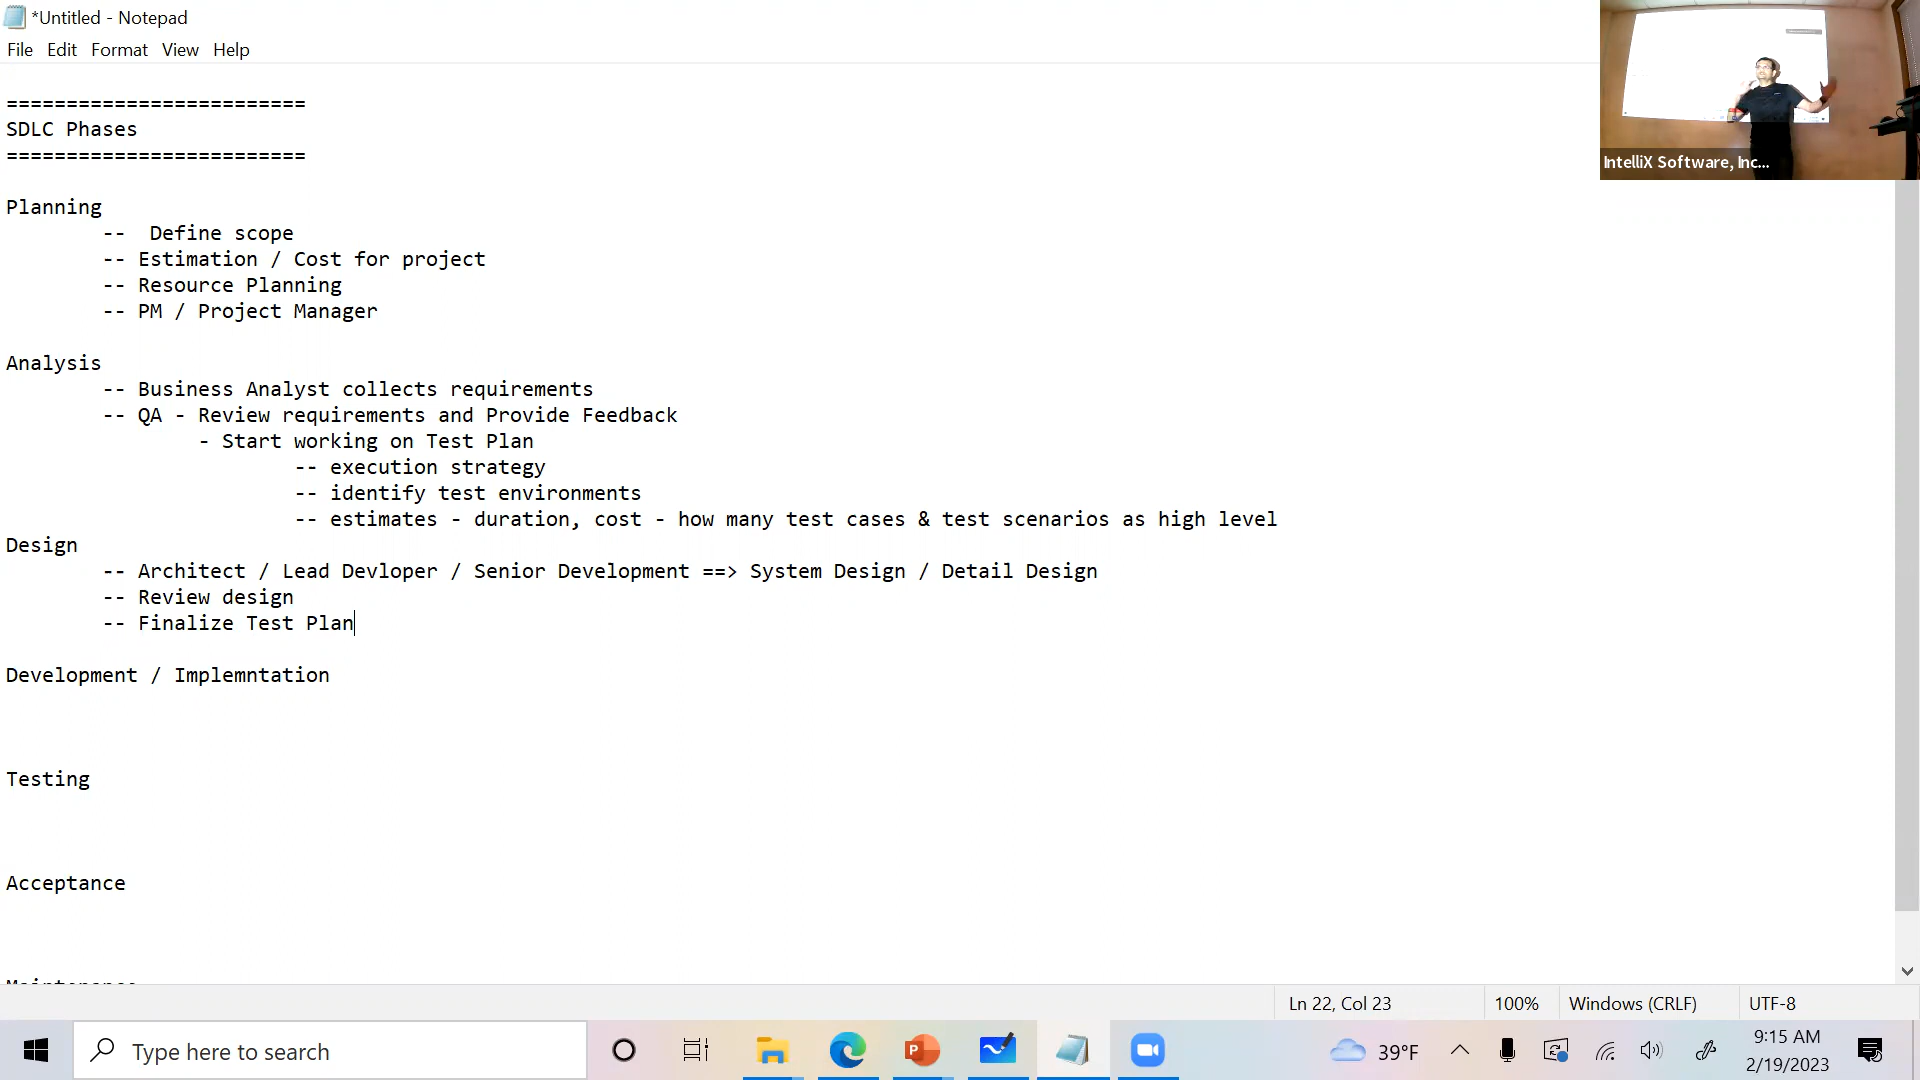 *Untitled - Notepad
File Edit Format View Help
IntelliX Software, Inc...
=========================
SDLC Phases
=========================
Planning
-- Define scope
-- Estimation / Cost for project
-- Resource Planning
-- PM / Project Manager
Analysis
-- Business Analyst collects requirements
-- QA - Review requirements and Provide Feedback
- Start working on Test Plan
-- execution strategy
-- identify test environments
-- estimates - duration, cost - how many test cases & test scenarios as high level
Design
-- Architect / Lead Devloper / Senior Development ==> System Design / Detail Design
-- Review design
-- Finalize Test Plan
Development / Implemntation
Testing
Acceptance
Maintenance
Ln 22, Col 23 100% Windows (CRLF) UTF-8
Type here to search
39°F
9:15 AM
2/19/2023